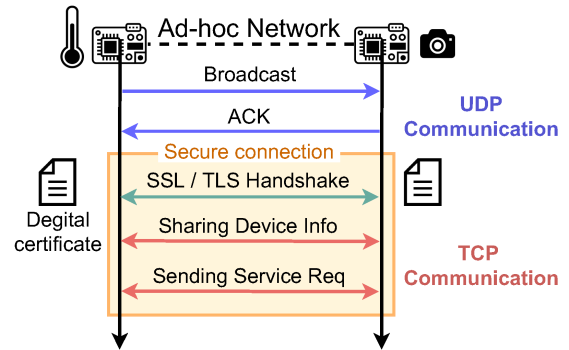 Ad-hoc Network
Broadcast
ACK
UDP
Communication
Secure connection
SSL / TLS Handshake
Degital
certificate
Sharing Device Info
Sending Service Req
TCP
Communication